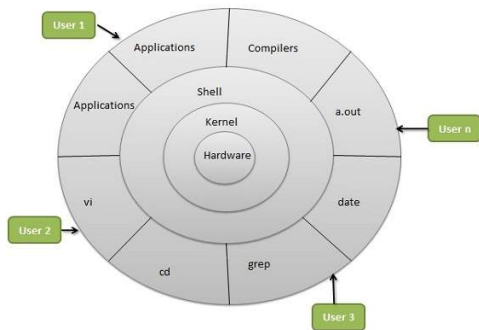 User 1
Applications
Compilers
Applications
Shell
a.out
Kernel
User n
Hardware
vi
date
User 2
cd
grep
User 3